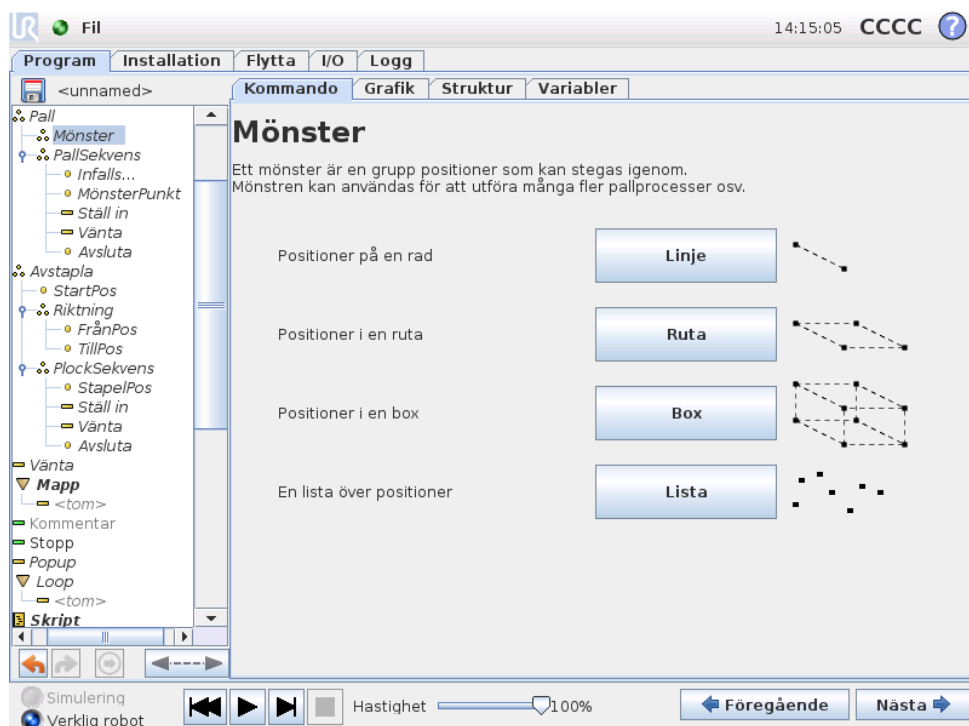 UR Fil 14:15:05 CCCC ?
Program Installation Flytta I/O Logg
<unnamed>
Kommando Grafik Struktur Variabler
Pall
Mönster
PallSekvens
Infalls...
MönsterPunkt
Ställ in
Vänta
Avsluta
Avstapla
StartPos
Riktning
FrånPos
TillPos
PlockSekvens
StapelPos
Ställ in
Vänta
Avsluta
Vänta
Mapp
<tom>
Kommentar
Stopp
Popup
Loop
<tom>
Skript
Mönster
Ett mönster är en grupp positioner som kan stegas igenom.
Mönstren kan användas för att utföra många fler pallprocesser osv.
Positioner på en rad Linje
Positioner i en ruta Ruta
Positioner i en box Box
En lista över positioner Lista
Simulering
Verklig robot
Hastighet 100%
Föregående Nästa